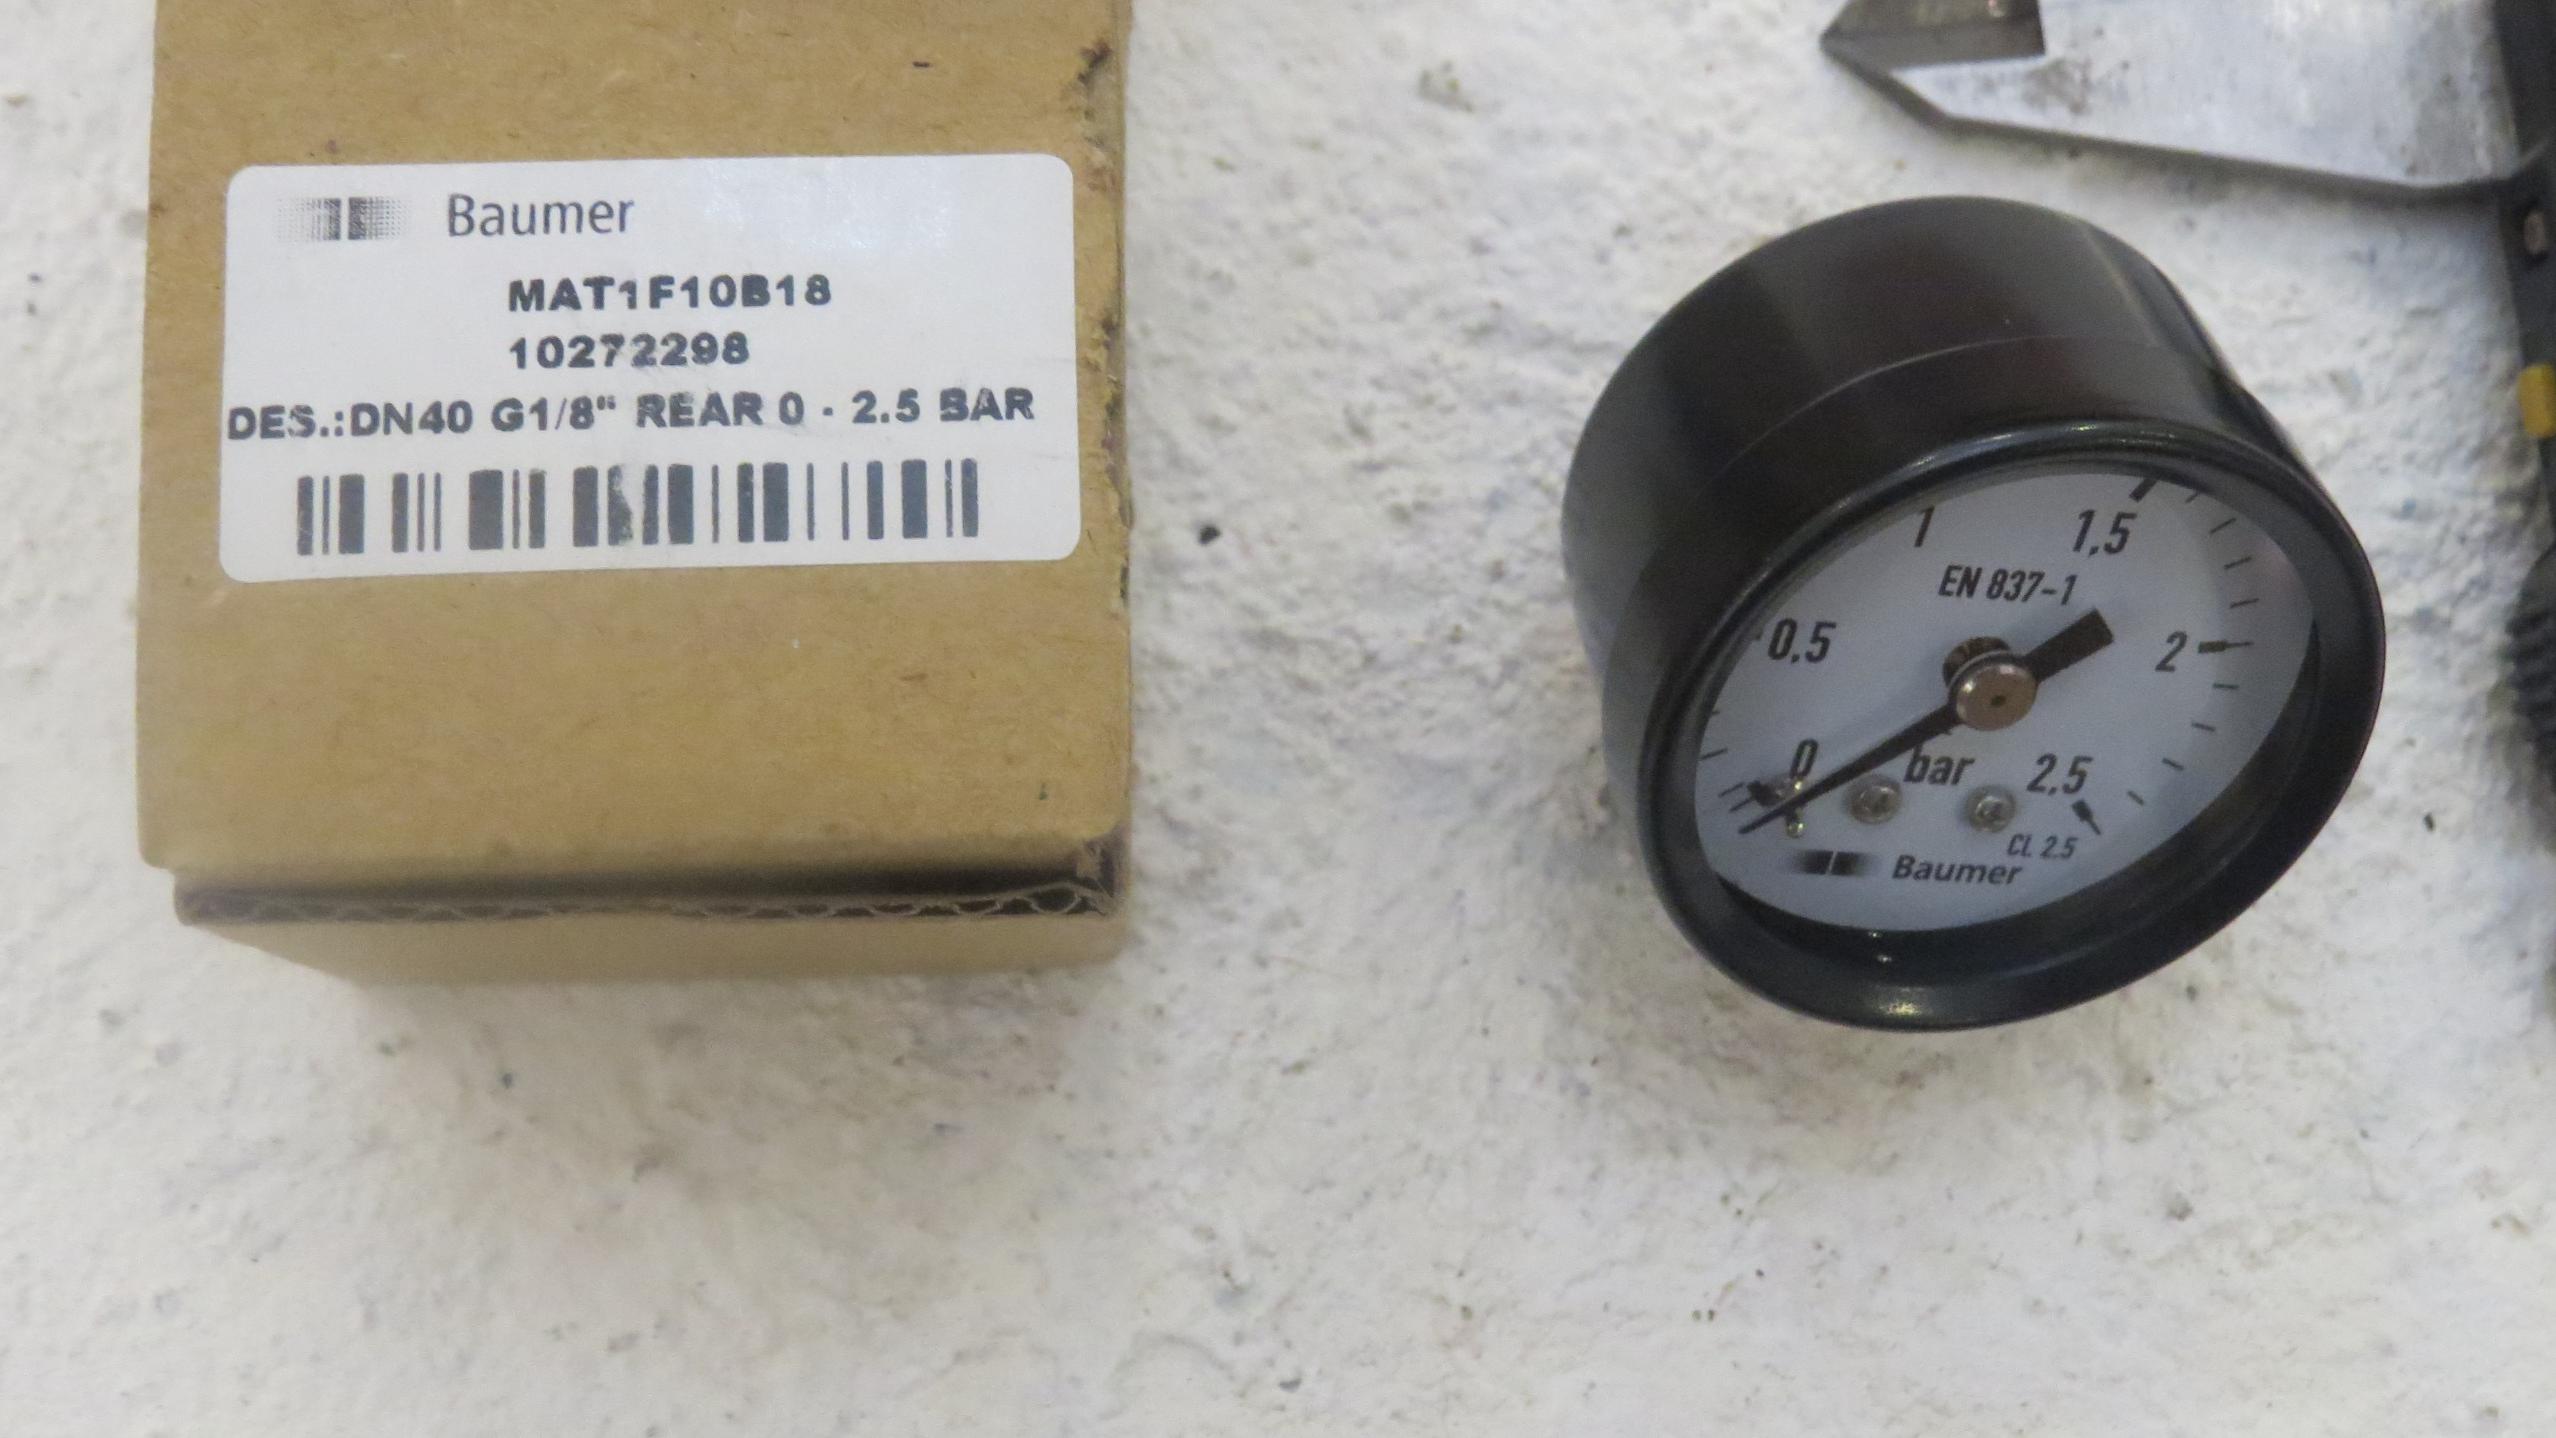 Baumer
MAT1F10B18
10272298
DES.:DN40 G1/8" REAR 0 - 2.5 BAR
1
1,5
EN 837-1
0,5
2
0
bar
2,5
CL 2.5
Baumer